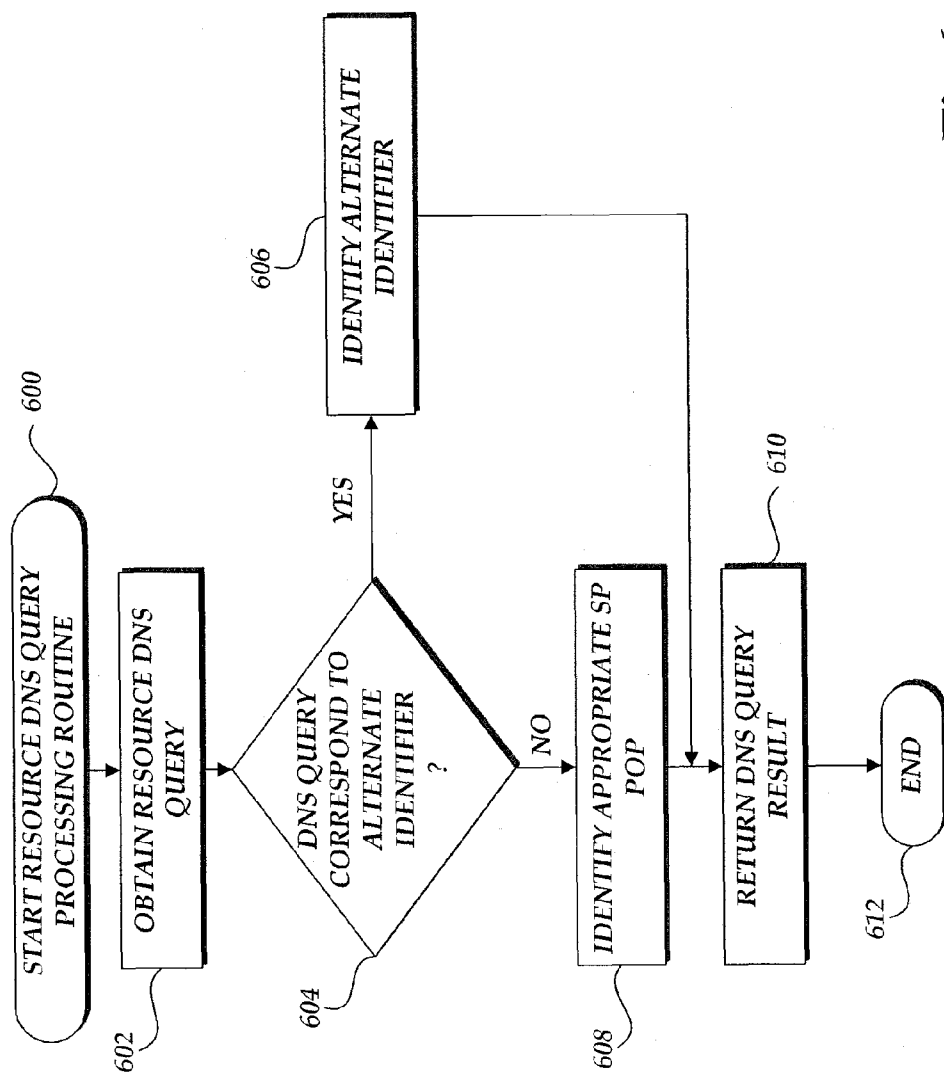 600
START RESOURCE DNS QUERY
PROCESSING ROUTINE
602
OBTAIN RESOURCE DNS
QUERY
604
DNS QUERY
CORRESPOND TO
ALTERNATE
IDENTIFIER
?
YES
606
IDENTIFY ALTERNATE
IDENTIFIER
NO
608
IDENTIFY APPROPRIATE SP
POP
610
RETURN DNS QUERY
RESULT
612
END